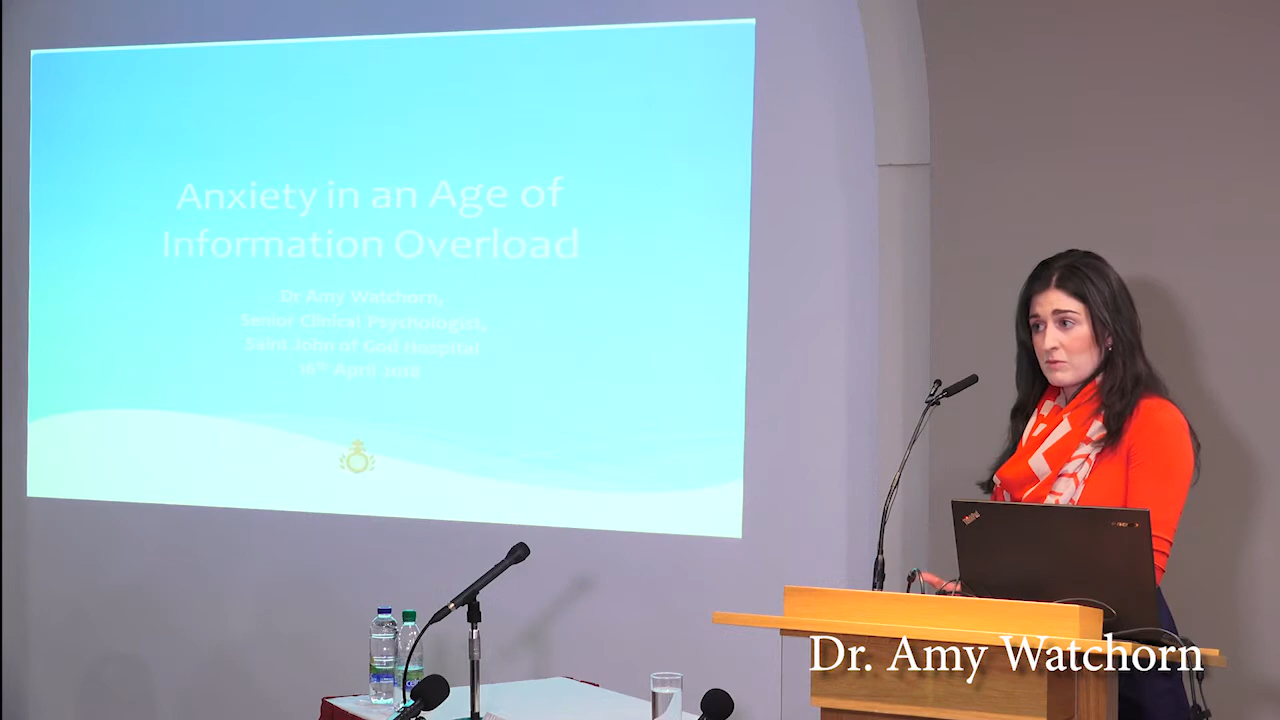 Anxiety in an Age of
Information Overload
Dr Amy Watchorn,
Senior Clinical Psychologist,
Saint John of God Hospital
16th April 2018
ThinkPad
Dr. Amy Watchorn